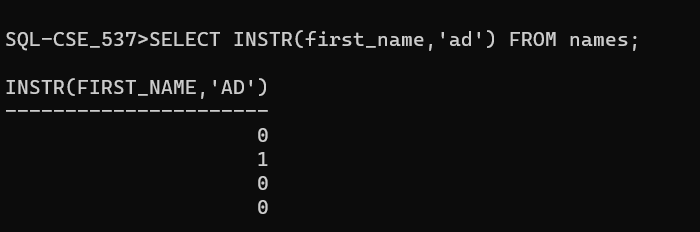 SQL-CSE_537>SELECT INSTR(first_name,'ad') FROM names;
INSTR(FIRST_NAME,'AD')
----------------------
0
1
0
0